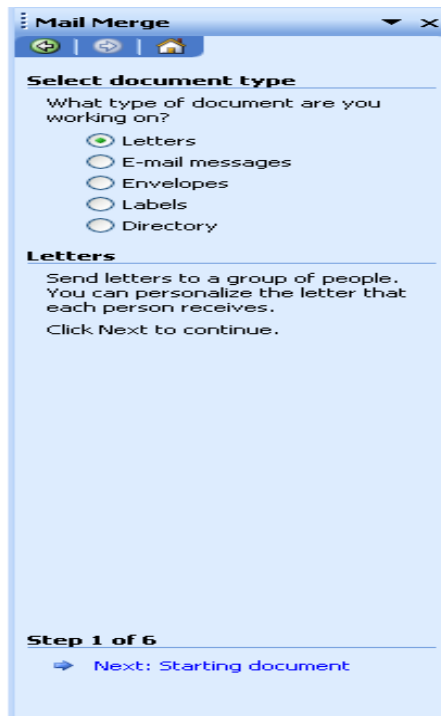 Mail Merge
Select document type
What type of document are you
working on?
Letters
E-mail messages
Envelopes
Labels
Directory
Letters
Send letters to a group of people.
You can personalize the letter that
each person receives.
Click Next to continue.
Step 1 of 6
Next: Starting document